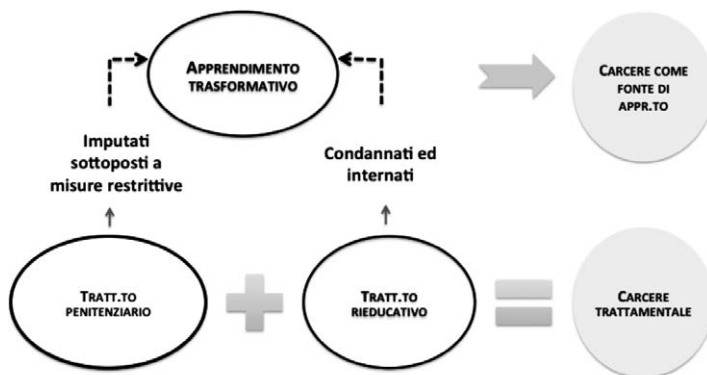 APPRENDIMENTO
TRASFORMATIVO
CARCERE COME
FONTE DI
APPR.TO
Imputati
sottoposti a
misure restrittive
Condannati ed
internati
TRATT.TO
PENITENZIARIO
TRATT.TO
RIEDUCATIVO
CARCERE
TRATTAMENTALE